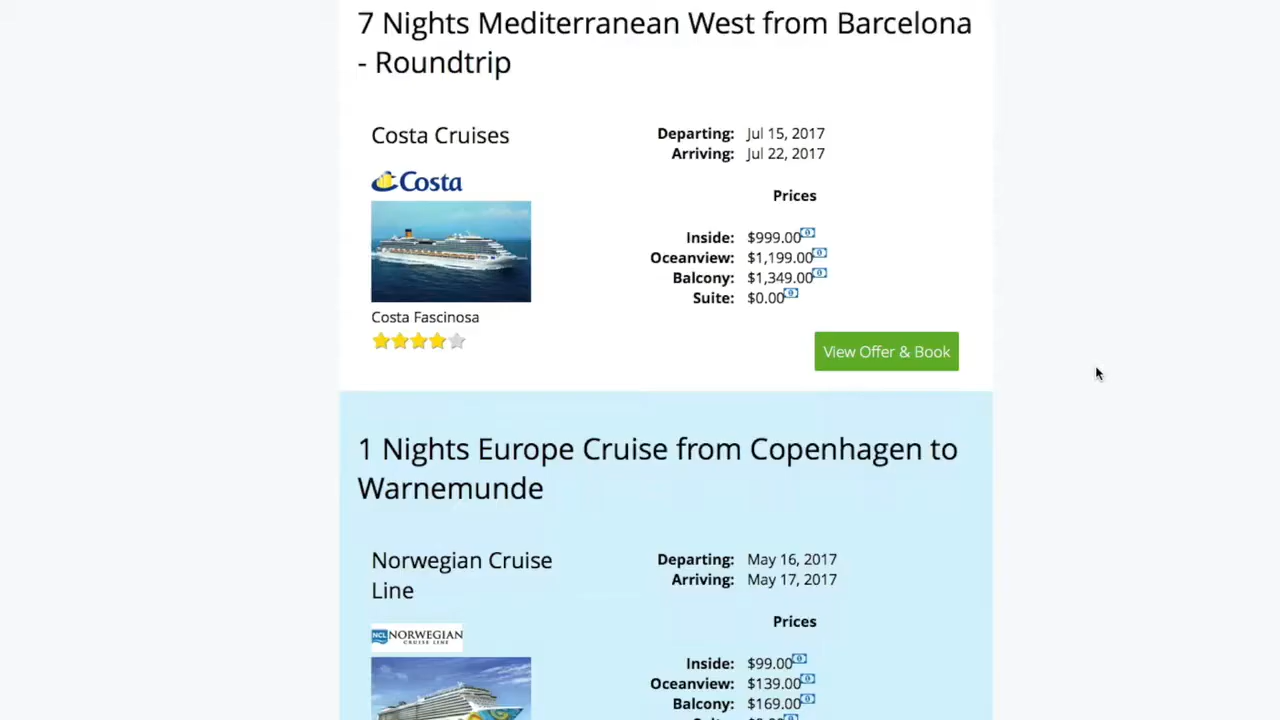 7 Nights Mediterranean West from Barcelona
- Roundtrip
Costa Cruises
Costa
Costa Fascinosa
Departing: Jul 15, 2017
Arriving: Jul 22, 2017
Prices
Inside: $999.00
Oceanview: $1,199.00
Balcony: $1,349.00
Suite: $0.00
View Offer & Book
1 Nights Europe Cruise from Copenhagen to
Warnemunde
Norwegian Cruise
Line
NCL NORWEGIAN
CRUISE LINE
Departing: May 16, 2017
Arriving: May 17, 2017
Prices
Inside: $99.00
Oceanview: $139.00
Balcony: $169.00